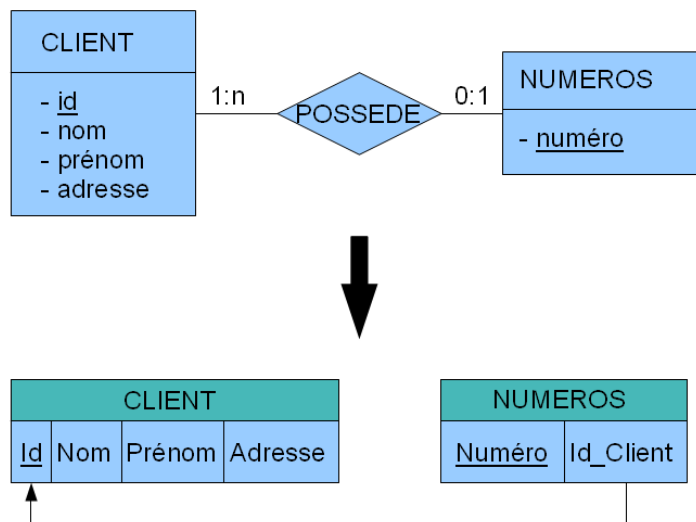 CLIENT
- id
- nom
- prénom
- adresse
1:n
POSSEDE
0:1
NUMEROS
- numéro
CLIENT
Id Nom Prénom Adresse
NUMEROS
Numéro Id_Client